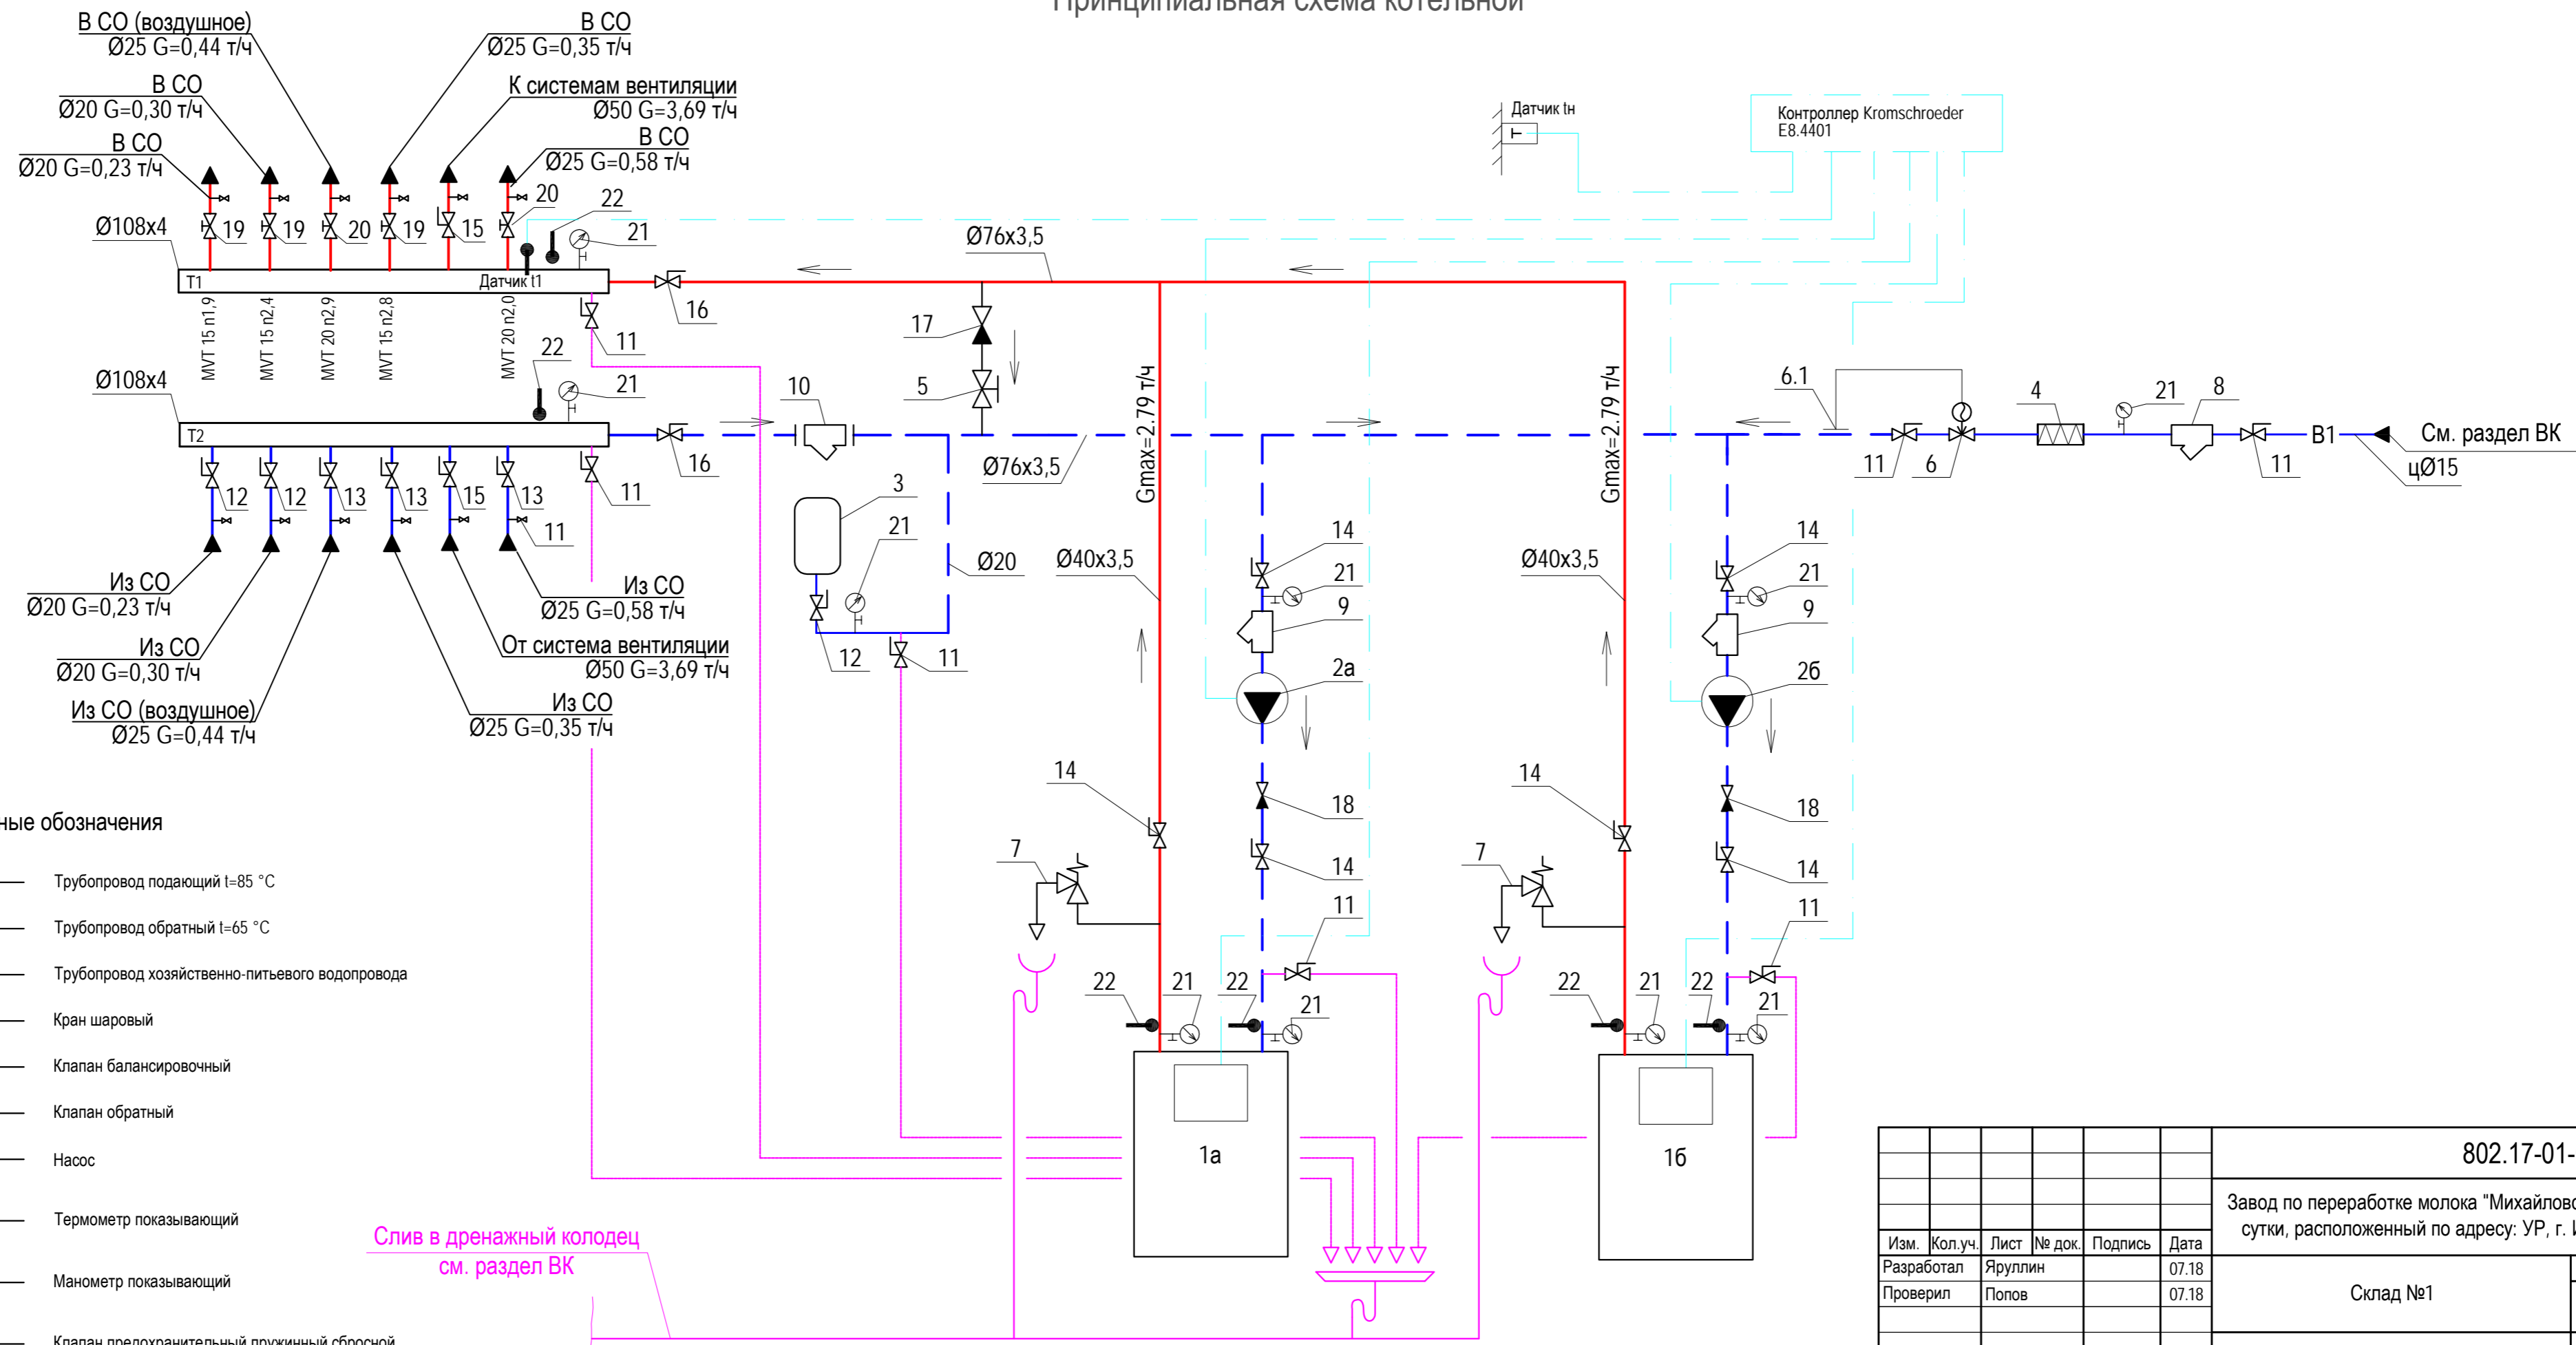 Принципиальная схема котельной
В СО (воздушное)
Ø25 G=0,44 т/ч
В СО
Ø25 G=0,35 т/ч
В СО
Ø20 G=0,30 т/ч
К системам вентиляции
Ø50 G=3,69 т/ч
В СО
Ø20 G=0,23 т/ч
В СО
Ø25 G=0,58 т/ч
Датчик tн
Контроллер Kromschroeder
E8.4401
19
19
20
19
15
20
22
21
Ø108x4
T1
Датчик t1
MVT 15 n1,9
MVT 15 n2,4
MVT 20 n2,9
MVT 15 n2,8
MVT 20 n2,0
16
11
Ø76x3,5
17
5
Gmax=2.79 т/ч
Gmax=2.79 т/ч
22
21
Ø108x4
T2
16
11
10
Ø76x3,5
6.1
4
21
8
11
6
11
В1
См. раздел ВК
цØ15
12
12
13
13
15
13
11
Из СО
Ø20 G=0,23 т/ч
Из СО
Ø25 G=0,58 т/ч
Из СО
Ø20 G=0,30 т/ч
От система вентиляции
Ø50 G=3,69 т/ч
Из СО (воздушное)
Ø25 G=0,44 т/ч
Из СО
Ø25 G=0,35 т/ч
3
21
12
11
Ø20
Ø40x3,5
14
21
9
2а
Ø40x3,5
14
21
9
2б
14
18
14
7
11
14
18
14
7
11
22
21
22
21
22
21
22
21
1а
1б
обозначения
Трубопровод подающий t=85 °C
Трубопровод обратный t=65 °C
Трубопровод хозяйственно-питьевого водопровода
Кран шаровый
Клапан балансировочный
Клапан обратный
Насос
Термометр показывающий
Манометр показывающий
Клапан предохранительный пружинный сбросной
Слив в дренажный колодец
см. раздел ВК
802.17-01-
Завод по переработке молока
сутки, расположенный по адресу: УР, г.
Изм. Кол.уч. Лист № док. Подпись Дата
Разработал Яруллин 07.18
Проверил Попов 07.18
Склад №1